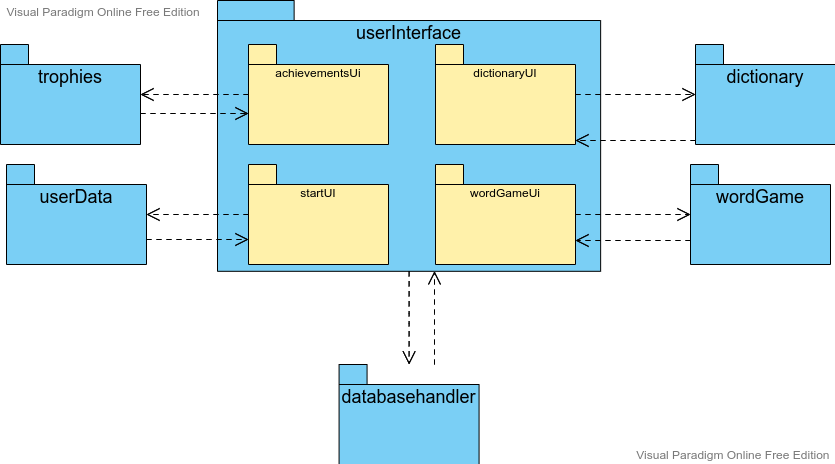 Visual Paradigm Online Free Edition
userInterface
trophies
achievementsUi
dictionaryUI
dictionary
userData
startUI
wordGameUi
wordGame
databasehandler
Visual Paradigm Online Free Edition